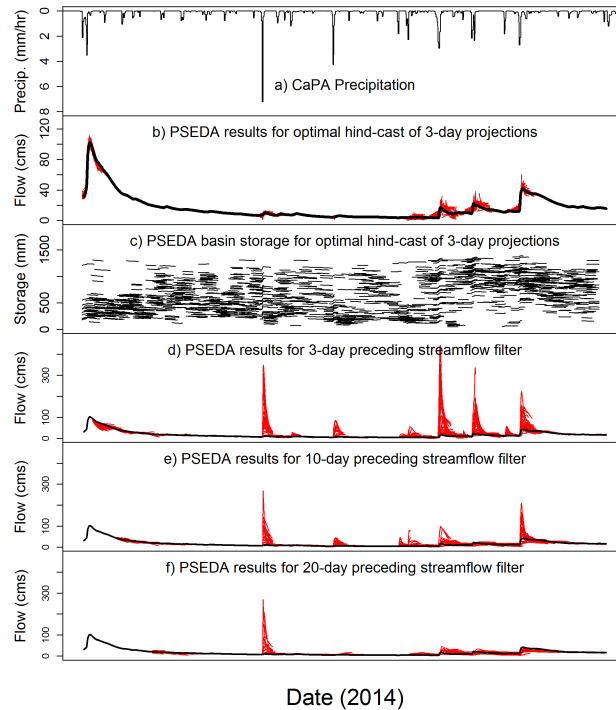 0
2
4
6
8
Precip. (mm/hr)
a) CaPA Precipitation
b) PSEDA results for optimal hind-cast of 3-day projections
120
80
40
0
Flow (cms)
c) PSEDA basin storage for optimal hind-cast of 3-day projections
1500
500
0
Storage (mm)
d) PSEDA results for 3-day preceding streamflow filter
300
100
0
Flow (cms)
e) PSEDA results for 10-day preceding streamflow filter
300
100
0
Flow (cms)
f) PSEDA results for 20-day preceding streamflow filter
300
100
0
Flow (cms)
Date (2014)